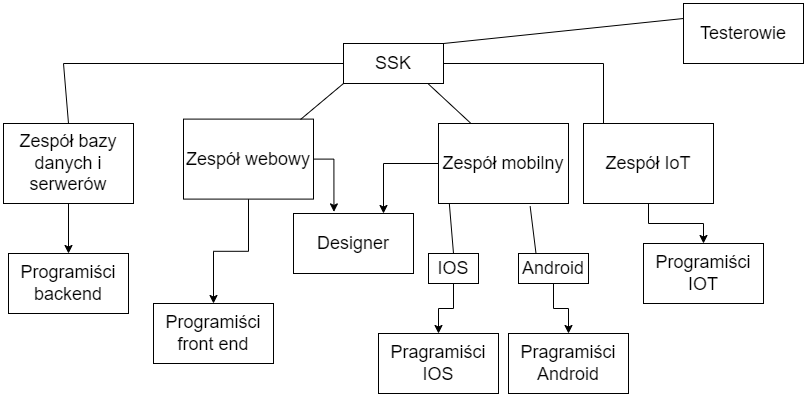 Testerowie
SSK
Zespół bazy
danych i
serwerów
Zespół webowy
Zespół mobilny
Zespół IoT
Designer
Programiści
backend
IOS
Android
Programiści
IOT
Programiści
front end
Pragramiści
IOS
Pragramiści
Android